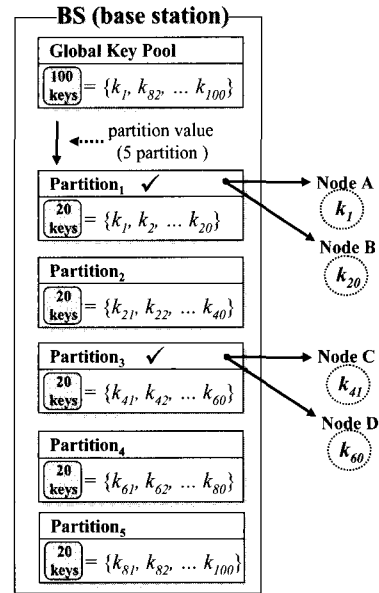 BS (base station)
Global Key Pool
100 keys = {k₁, k₈₂, ... k₁₀₀}
partition value
(5 partition )
Partition₁ ✓
20 keys = {k₁, k₂, ... k₂₀}
Node A
k₁
Node B
k₂₀
Partition₂
20 keys = {k₂₁, k₂₂, ... k₄₀}
Partition₃ ✓
20 keys = {k₄₁, k₄₂, ... k₆₀}
Node C
k₄₁
Node D
k₆₀
Partition₄
20 keys = {k₆₁, k₆₂, ... k₈₀}
Partition₅
20 keys = {k₈₁, k₈₂, ... k₁₀₀}